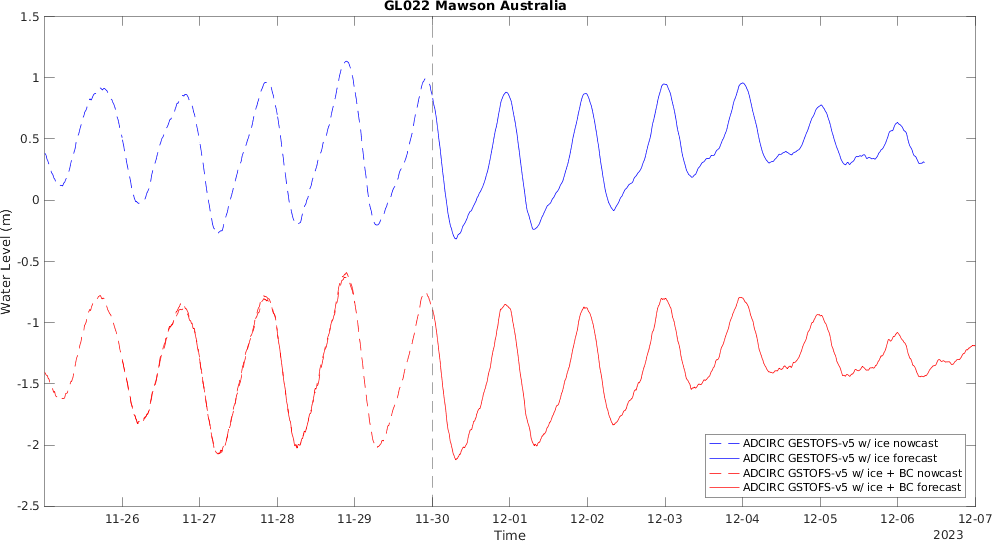 GL022 Mawson Australia
1.5
1
0.5
0
-0.5
-1
-1.5
-2
-2.5
Water Level (m)
11-26 11-27 11-28 11-29 11-30 12-01 12-02 12-03 12-04 12-05 12-06 12-07
Time
2023
ADCIRC GESTOFS-v5 w/ ice nowcast
ADCIRC GESTOFS-v5 w/ ice forecast
ADCIRC GSTOFS-v5 w/ ice + BC nowcast
ADCIRC GSTOFS-v5 w/ ice + BC forecast